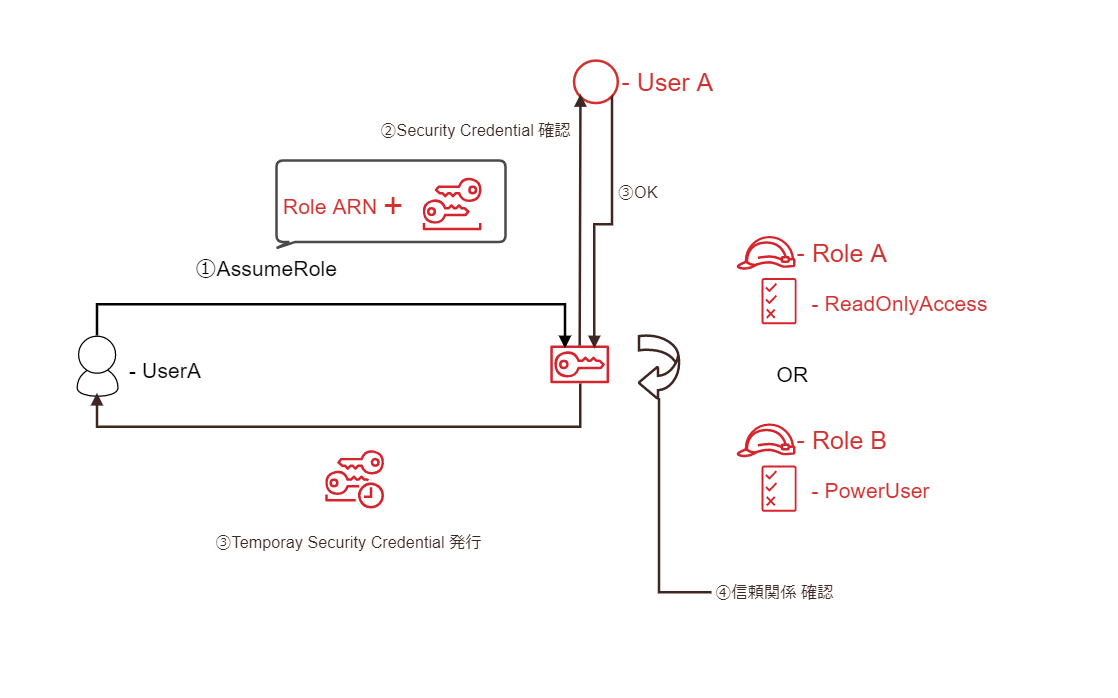 - User A
②Security Credential 確認
③OK
Role ARN +
①AssumeRole
- UserA
- Role A
- ReadOnlyAccess
OR
- Role B
- PowerUser
③Temporay Security Credential 発行
④信頼関係 確認